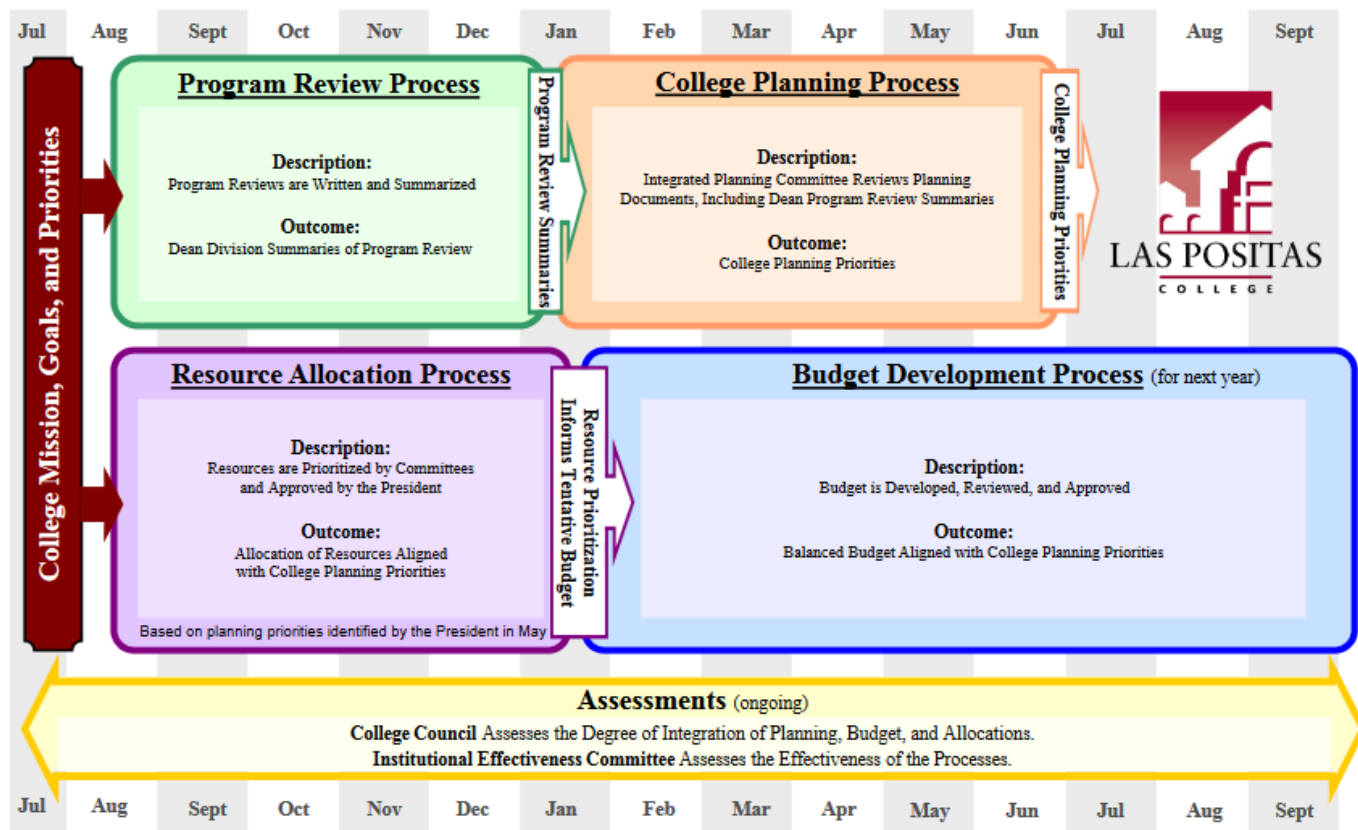 Jul Aug Sept Oct Nov Dec Jan Feb Mar Apr May Jun Jul Aug Sept
College Mission, Goals, and Priorities
Program Review Process
Description:
Program Reviews are Written and Summarized
Outcome:
Dean Division Summaries of Program Review
Program Review Summaries
College Planning Process
Description:
Integrated Planning Committee Reviews Planning
Documents, Including Dean Program Review Summaries
Outcome:
College Planning Priorities
College Planning Priorities
LAS POSITAS
COLLEGE
Resource Allocation Process
Description:
Resources are Prioritized by Committees
and Approved by the President
Outcome:
Allocation of Resources Aligned
with College Planning Priorities
Based on planning priorities identified by the President in May
Resource Prioritization
Informs Tentative Budget
Budget Development Process (for next year)
Description:
Budget is Developed, Reviewed, and Approved
Outcome:
Balanced Budget Aligned with College Planning Priorities
Assessments (ongoing)
College Council Assesses the Degree of Integration of Planning, Budget, and Allocations.
Institutional Effectiveness Committee Assesses the Effectiveness of the Processes.
Jul Aug Sept Oct Nov Dec Jan Feb Mar Apr May Jun Jul Aug Sept